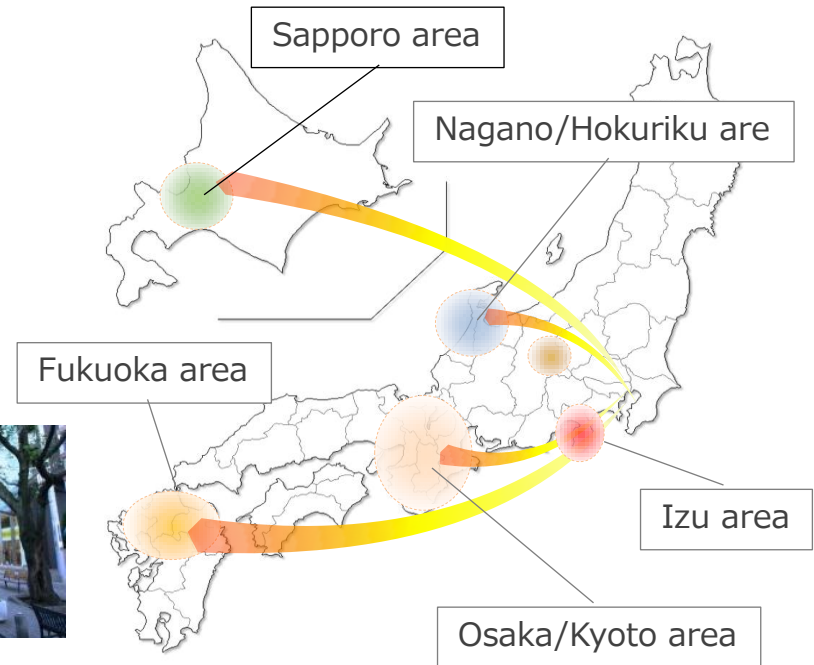 Sapporo area
Nagano/Hokuriku are
Fukuoka area
Izu area
Osaka/Kyoto area